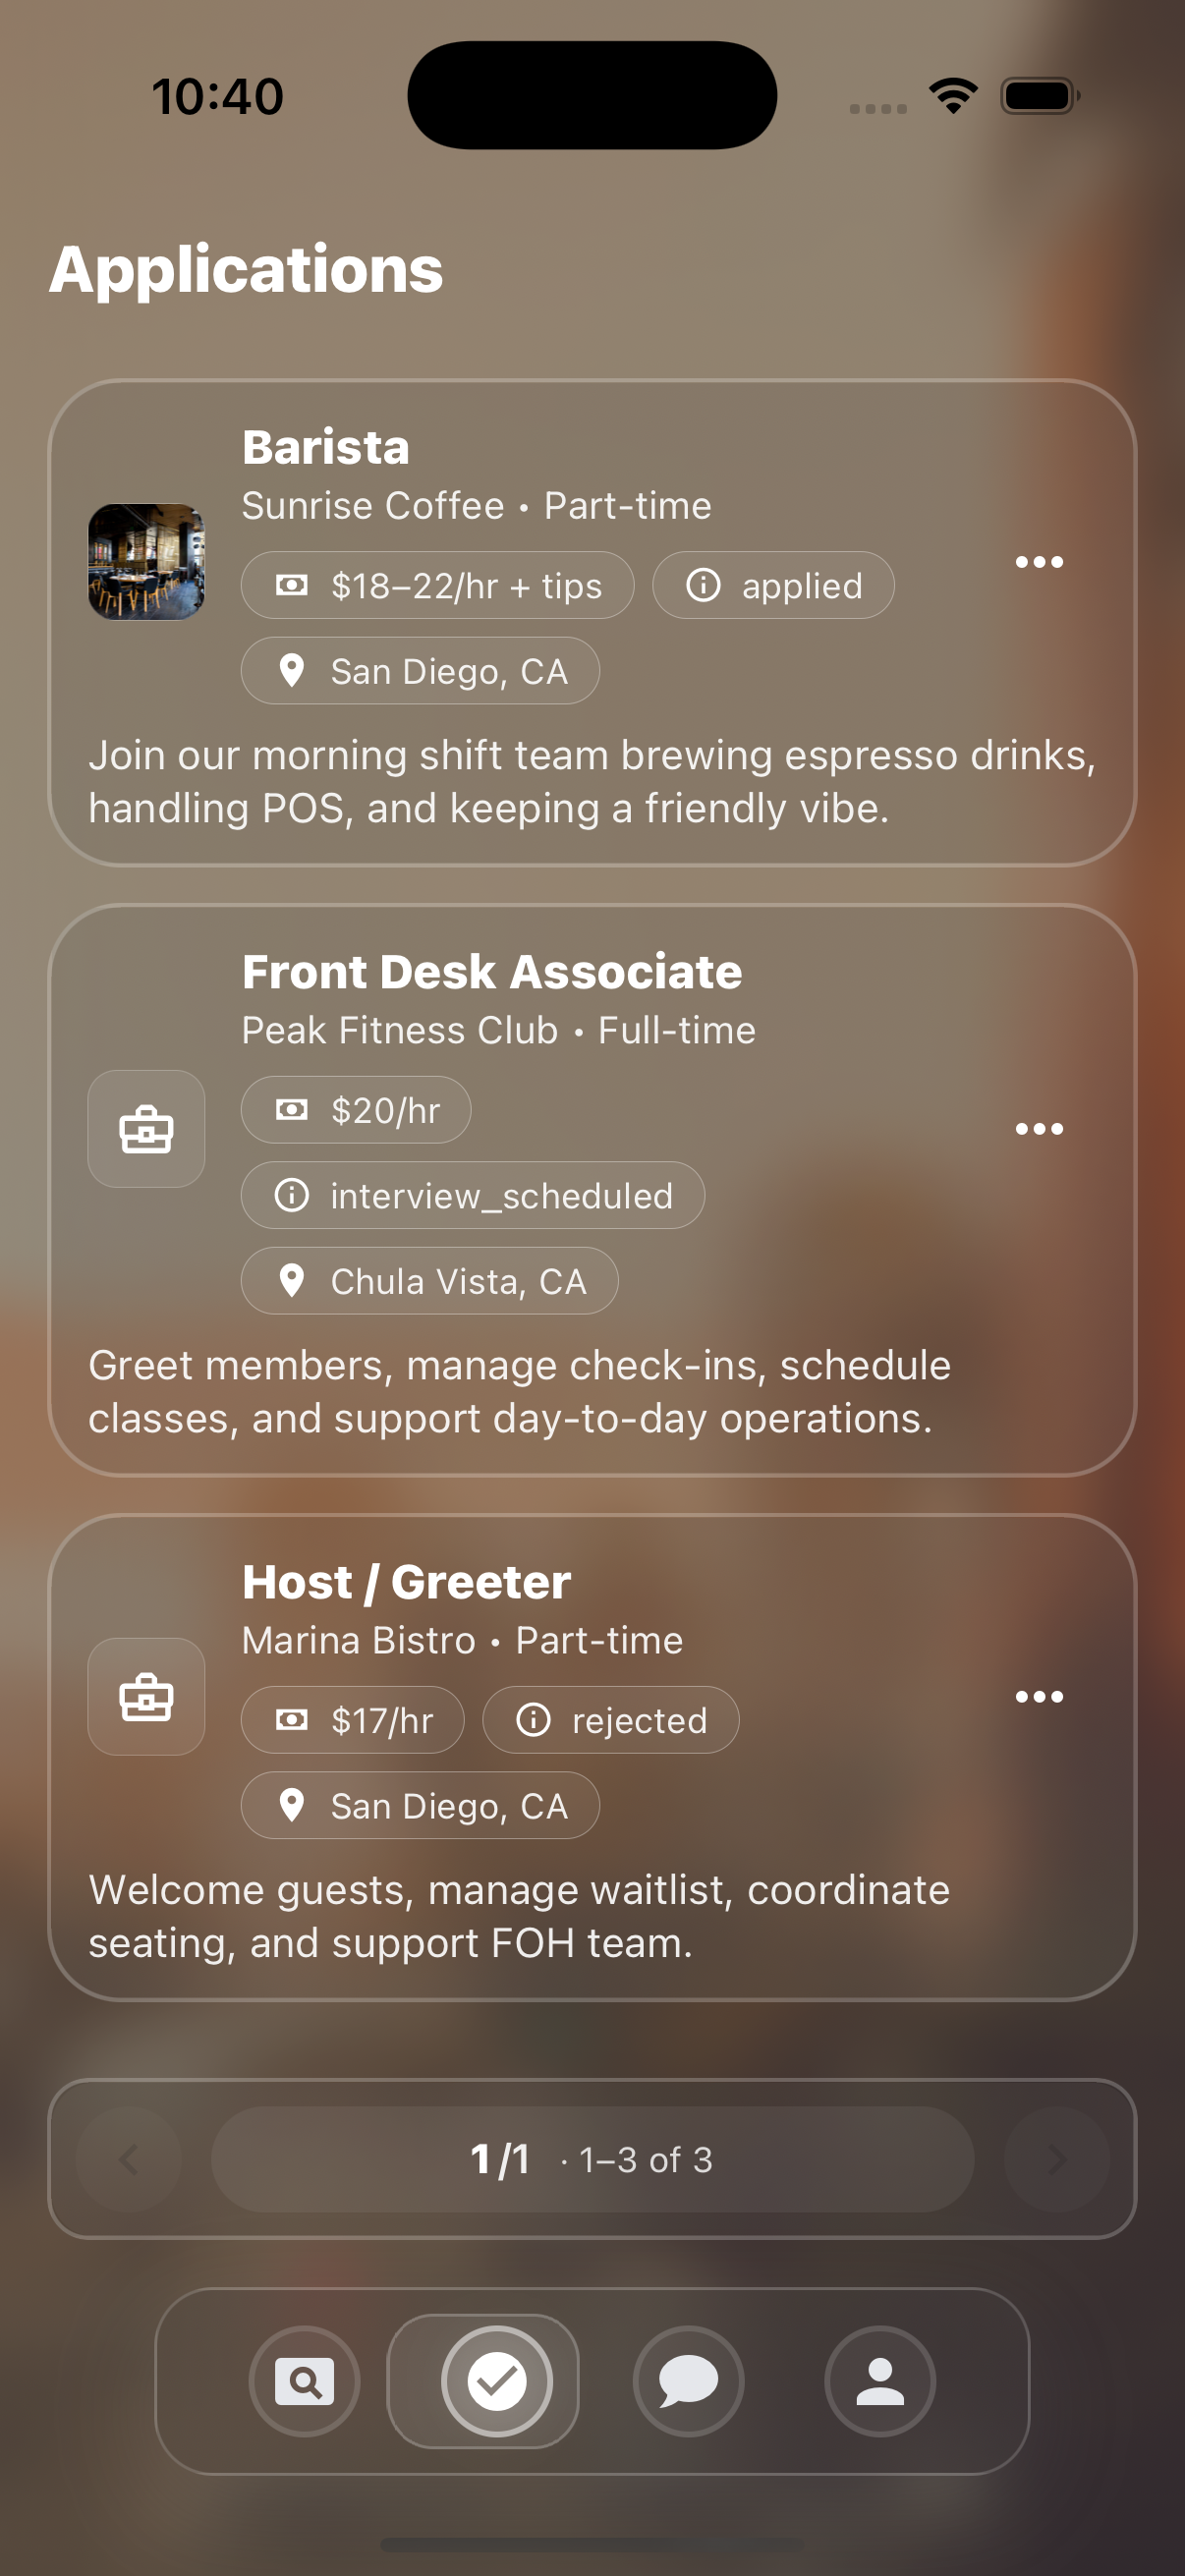 10:40
Applications
Barista
Sunrise Coffee • Part-time
$18–22/hr + tips
applied
San Diego, CA
Join our morning shift team brewing espresso drinks,
handling POS, and keeping a friendly vibe.
Front Desk Associate
Peak Fitness Club • Full-time
$20/hr
interview_scheduled
Chula Vista, CA
Greet members, manage check-ins, schedule
classes, and support day-to-day operations.
Host / Greeter
Marina Bistro • Part-time
$17/hr
rejected
San Diego, CA
Welcome guests, manage waitlist, coordinate
seating, and support FOH team.
1/1 · 1–3 of 3